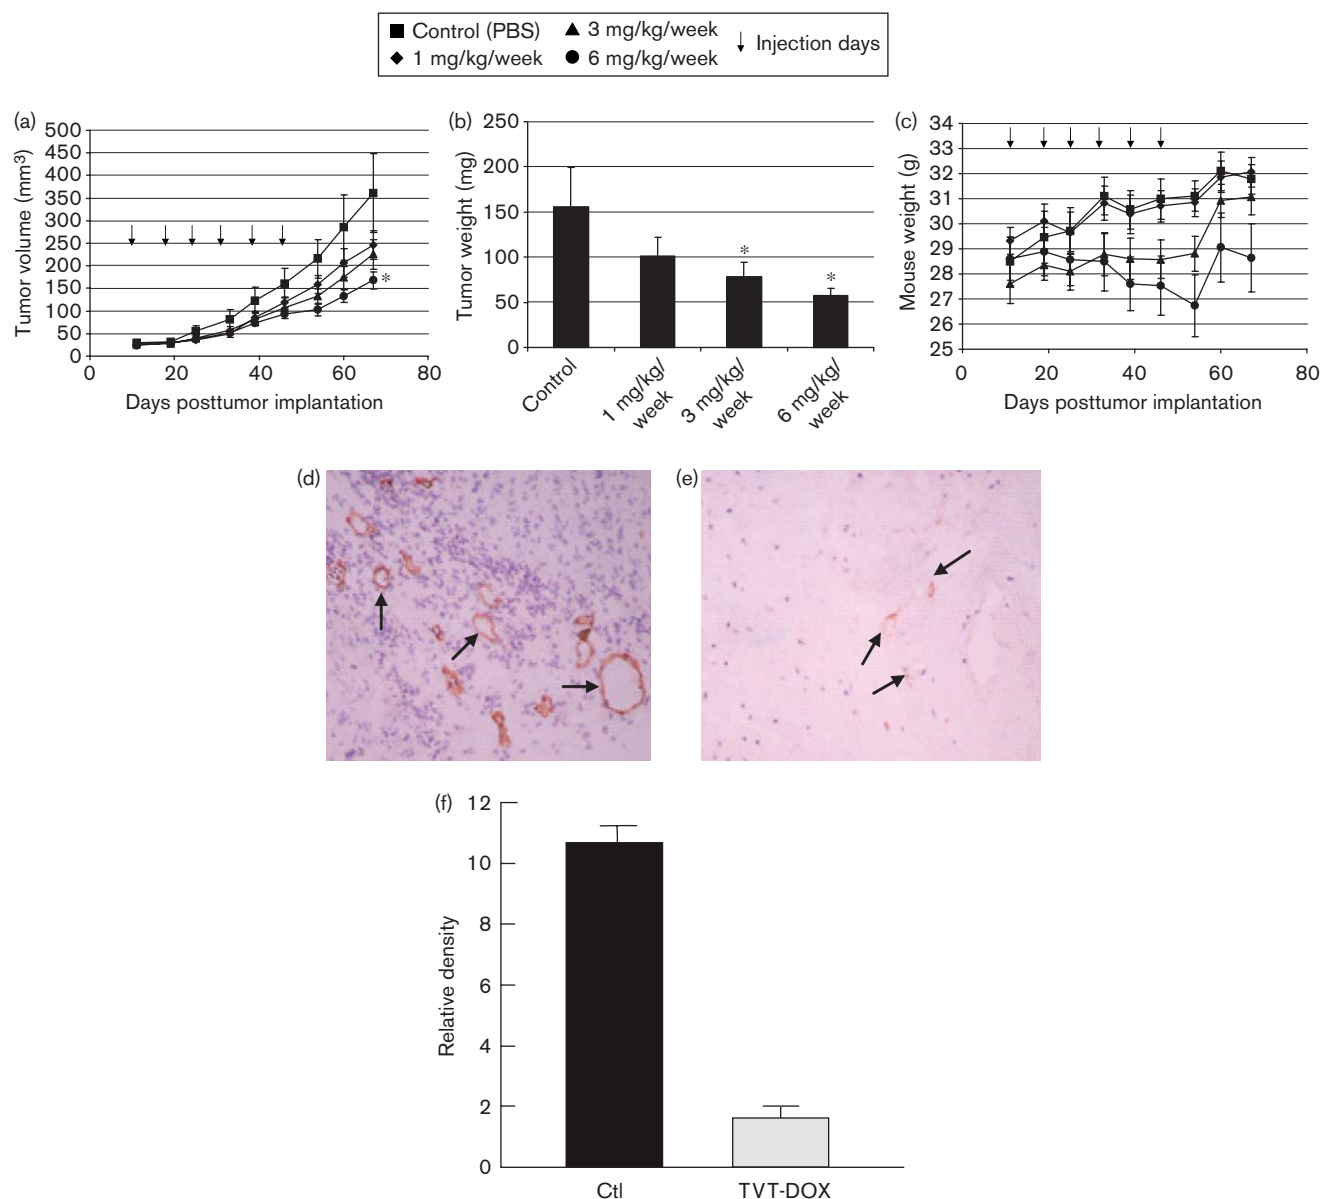 Control (PBS) 3 mg/kg/week Injection days
1 mg/kg/week 6 mg/kg/week
(a)
500
450
400
350
300
250
200
150
100
50
0
Tumor volume (mm³)
*
0 20 40 60 80
Days posttumor implantation
(b)
250
200
150
100
50
0
Tumor weight (mg)
* *
Control
1 mg/kg/
week
3 mg/kg/
week
6 mg/kg/
week
(c)
34
33
32
31
30
29
28
27
26
25
Mouse weight (g)
0 20 40 60 80
Days posttumor implantation
(d)
(e)
(f)
12
10
8
6
4
2
0
Relative density
Ctl TVT-DOX